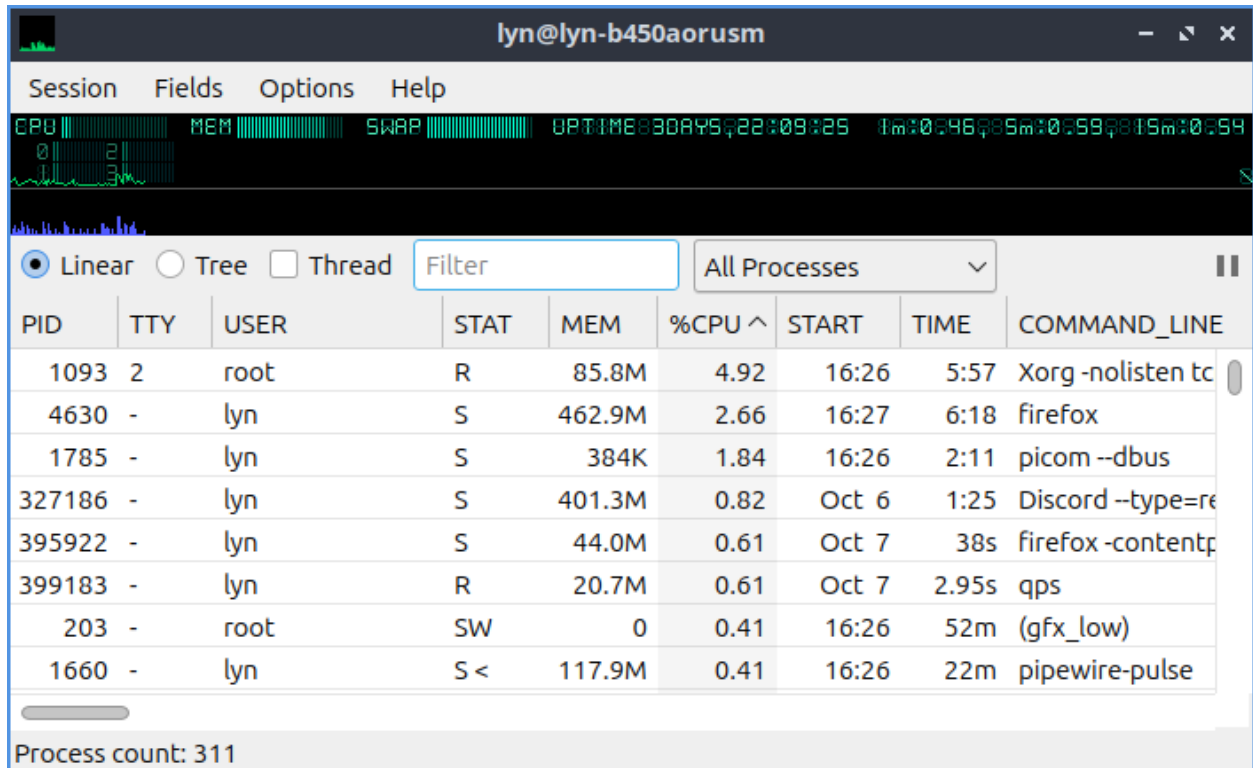 lyn@lyn-b450aorusm
Session Fields Options Help
CPU MEM SWAP UPTIME 3DAYS,22:09:25 1m:0.46, 5m:0.59, 15m:0.54
0 2
1 3
Linear Tree Thread Filter All Processes
PID TTY USER STAT MEM %CPU START TIME COMMAND_LINE
1093 2 root R 85.8M 4.92 16:26 5:57 Xorg -nolisten tc
4630 - lyn S 462.9M 2.66 16:27 6:18 firefox
1785 - lyn S 384K 1.84 16:26 2:11 picom --dbus
327186 - lyn S 401.3M 0.82 Oct 6 1:25 Discord --type=re
395922 - lyn S 44.0M 0.61 Oct 7 38s firefox -contentp
399183 - lyn R 20.7M 0.61 Oct 7 2.95s qps
203 - root SW 0 0.41 16:26 52m (gfx_low)
1660 - lyn S < 117.9M 0.41 16:26 22m pipewire-pulse
Process count: 311